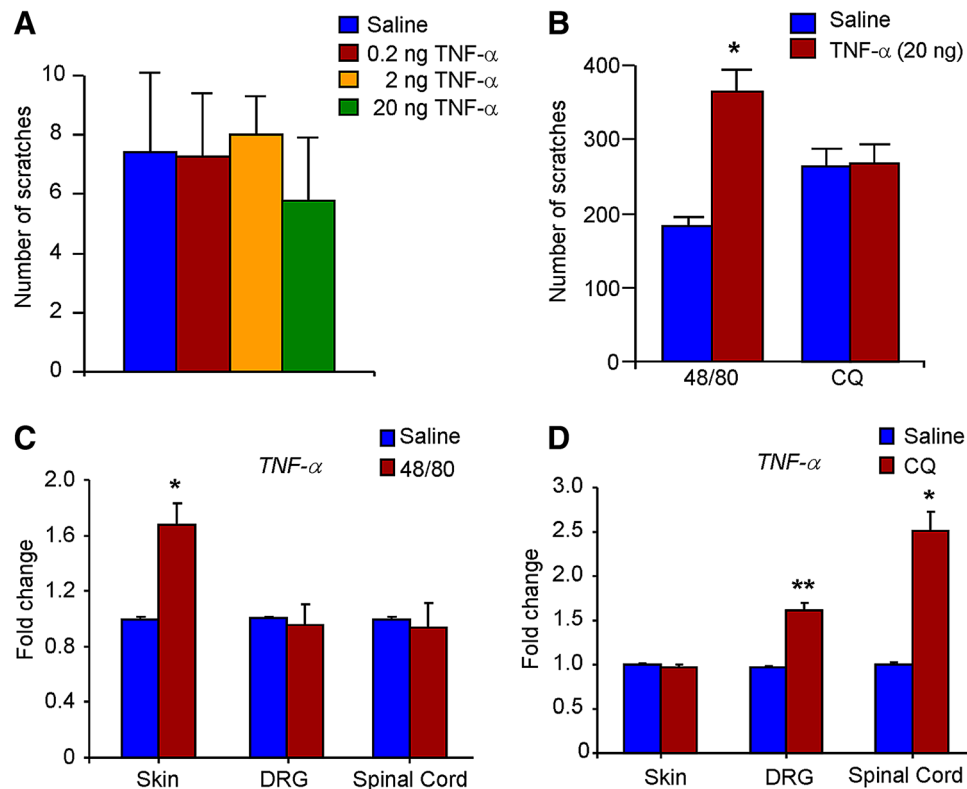 A
Saline
0.2 ng TNF-α
2 ng TNF-α
20 ng TNF-α
Number of scratches
10
8
6
4
2
0
B
Saline
TNF-α (20 ng)
Number of scratches
400
300
200
100
0
*
48/80
CQ
C
Saline
48/80
TNF-α
Fold change
2.0
1.6
1.2
0.8
0.4
0
*
Skin
DRG
Spinal Cord
D
Saline
CQ
TNF-α
Fold change
3.0
2.5
2.0
1.5
1.0
0.5
0
**
*
Skin
DRG
Spinal Cord